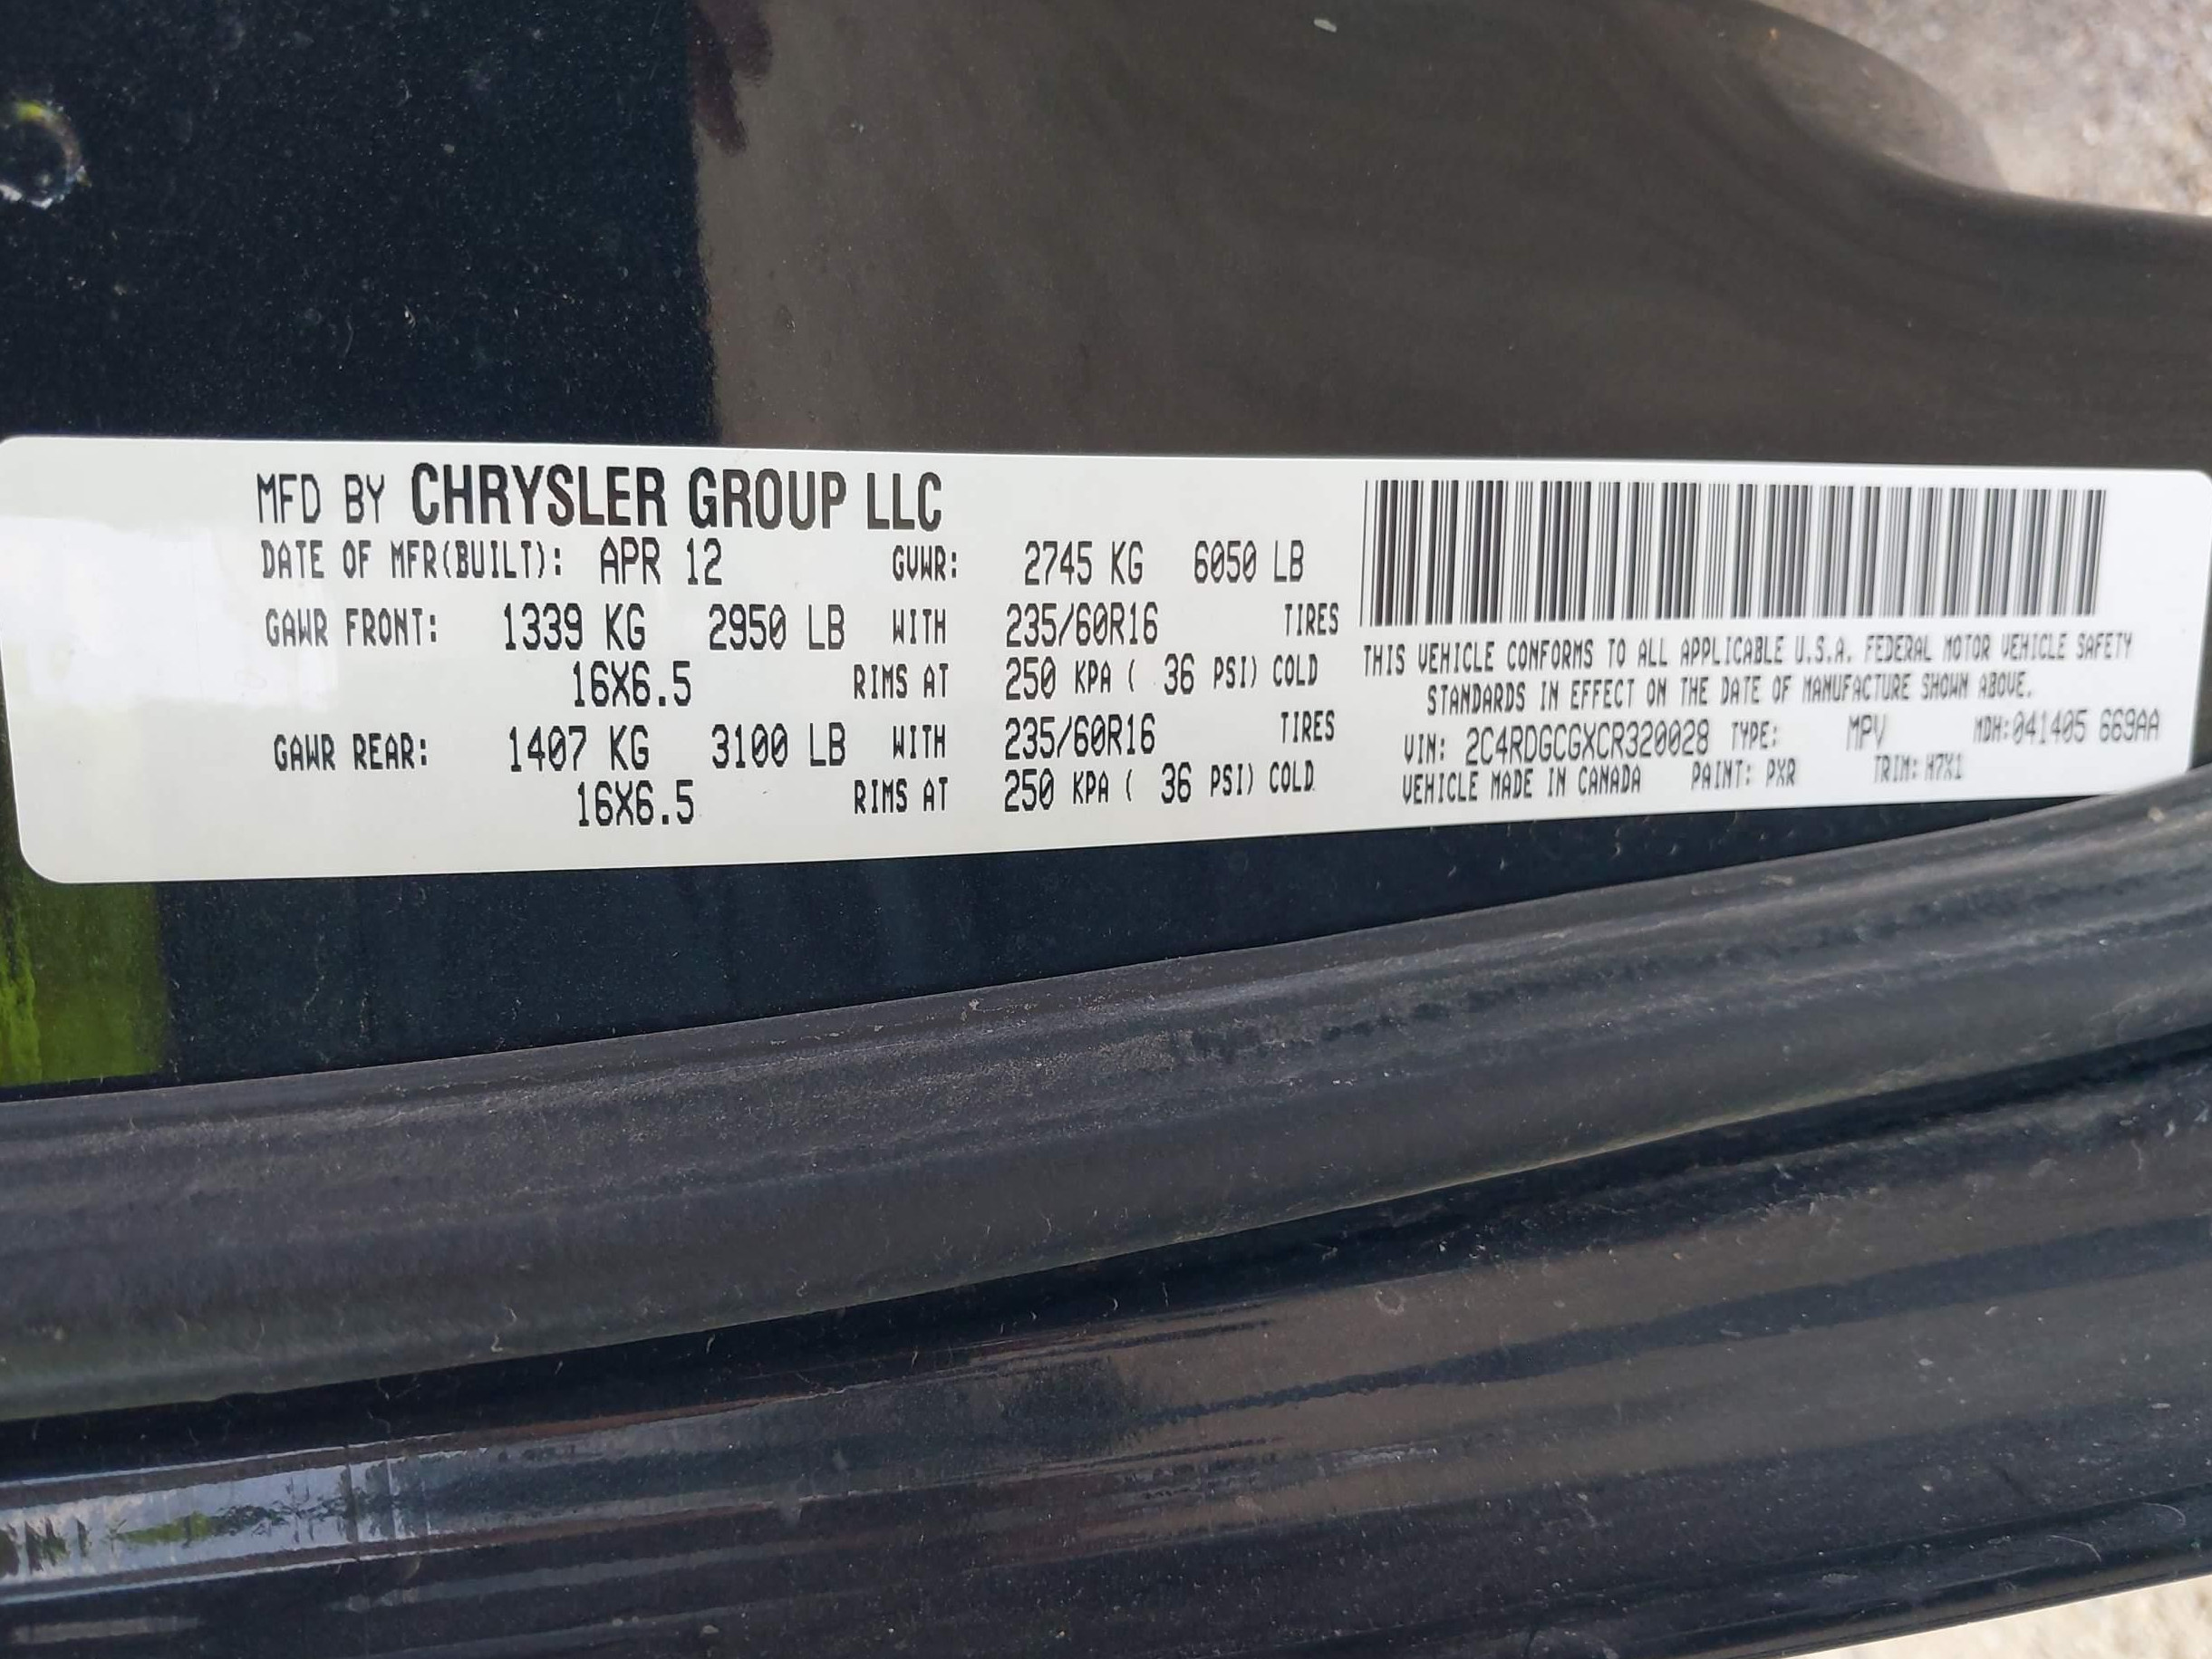 MFD BY CHRYSLER GROUP LLC
DATE OF MFR(BUILT): APR 12 GVWR: 2745 KG 6050 LB
GAWR FRONT: 1339 KG 2950 LB WITH 235/60R16 TIRES
16X6.5 RIMS AT 250 KPA ( 36 PSI) COLD
GAWR REAR: 1407 KG 3100 LB WITH 235/60R16 TIRES
16X6.5 RIMS AT 250 KPA ( 36 PSI) COLD
THIS VEHICLE CONFORMS TO ALL APPLICABLE U.S.A. FEDERAL MOTOR VEHICLE SAFETY
STANDARDS IN EFFECT ON THE DATE OF MANUFACTURE SHOWN ABOVE.
VIN: 2C4RDGCGXCR320028 TYPE: MPV MDH:041405 669AA
VEHICLE MADE IN CANADA PAINT: PXR TRIM: H7X1